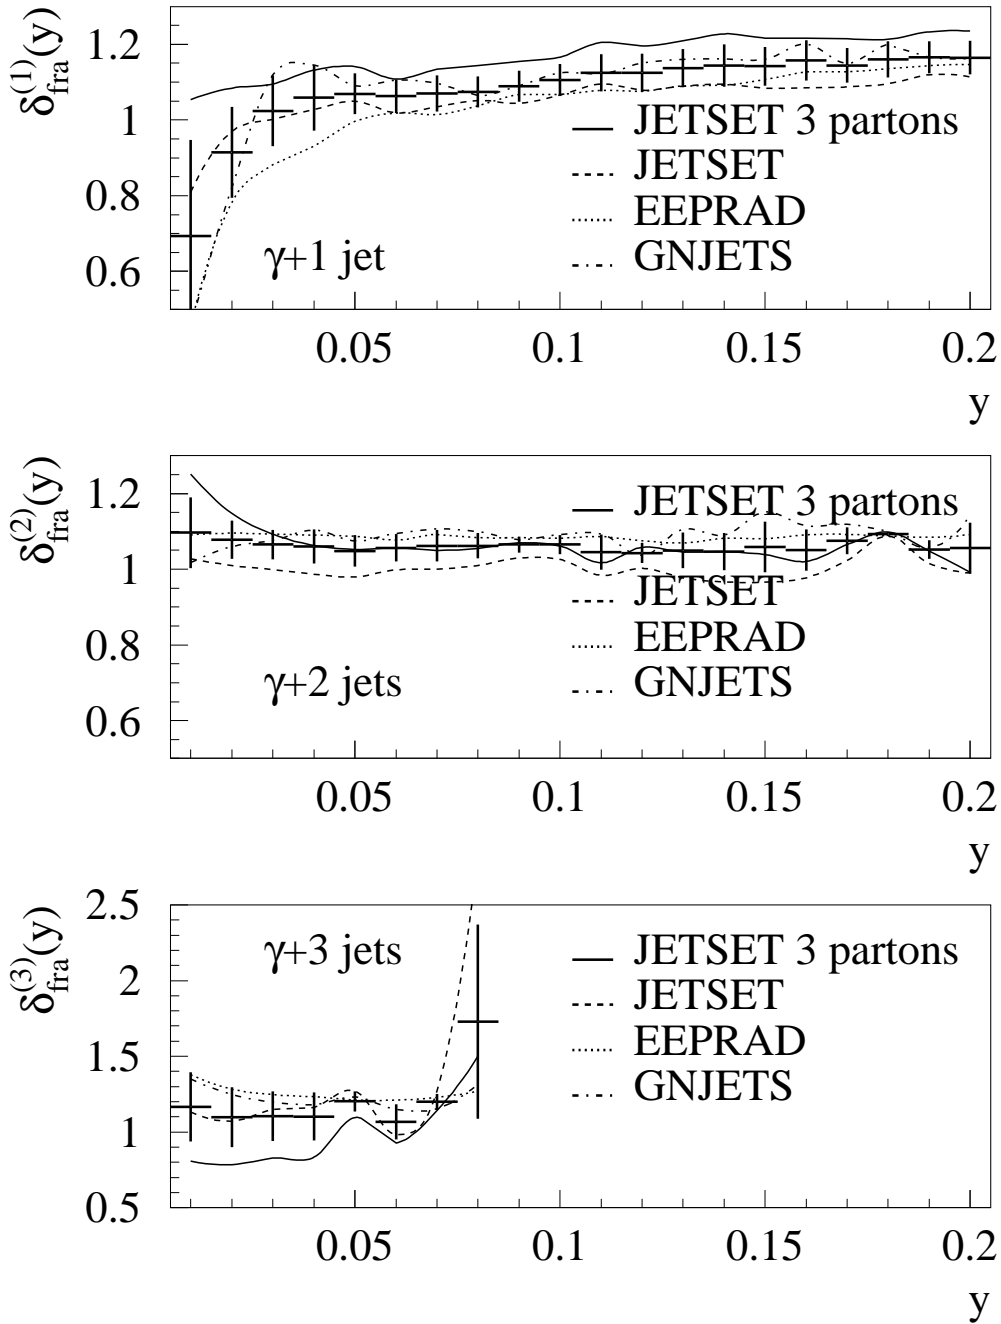 δ(1)fra(y)
1.2
1
0.8
0.6
JETSET 3 partons
JETSET
EEPRAD
GNJETS
γ+1 jet
0.05 0.1 0.15 0.2
y
δ(2)fra(y)
1.2
1
0.8
0.6
JETSET 3 partons
JETSET
EEPRAD
GNJETS
γ+2 jets
0.05 0.1 0.15 0.2
y
δ(3)fra(y)
2.5
2
1.5
1
0.5
γ+3 jets
JETSET 3 partons
JETSET
EEPRAD
GNJETS
0.05 0.1 0.15 0.2
y